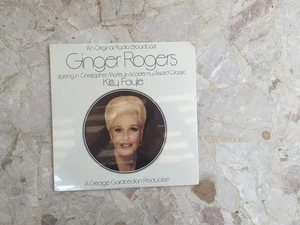 An Original Radio Broadcast
Ginger Rogers
starring in Christopher Morley's Academy Award Classic
Kitty Foyle
A George Garabedian Production